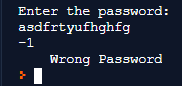 Enter the password:
asdfrtyufhghfg
-1
Wrong Password
>